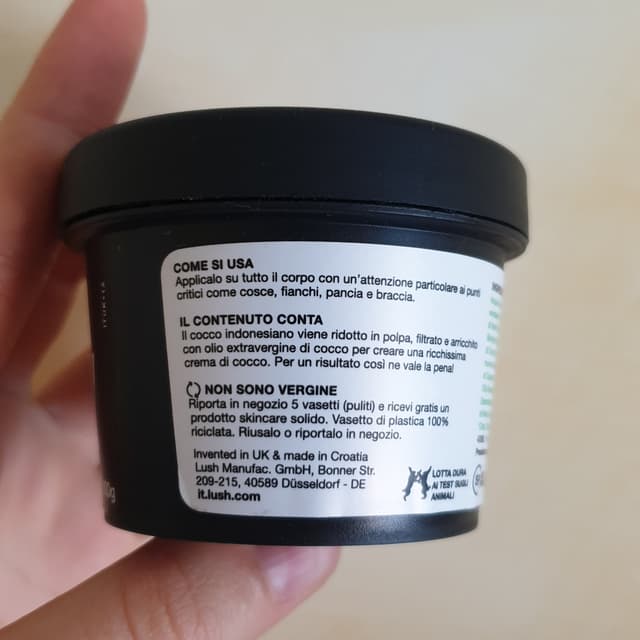 COME SI USA
Applicalo su tutto il corpo con un'attenzione particolare ai punti
critici come cosce, fianchi, pancia e braccia.
IL CONTENUTO CONTA
Il cocco indonesiano viene ridotto in polpa, filtrato e arricchito
con olio extravergine di cocco per creare una ricchissima
crema di cocco. Per un risultato così ne vale la pena!
NON SONO VERGINE
Riporta in negozio 5 vasetti (puliti) e ricevi gratis un
prodotto skincare solido. Vasetto di plastica 100%
riciclata. Riusalo o riportalo in negozio.
Invented in UK & made in Croatia
Lush Manufac. GmbH, Bonner Str.
209-215, 40589 Düsseldorf - DE
it.lush.com
LOTTA DURA
AI TEST SUGLI
ANIMALI